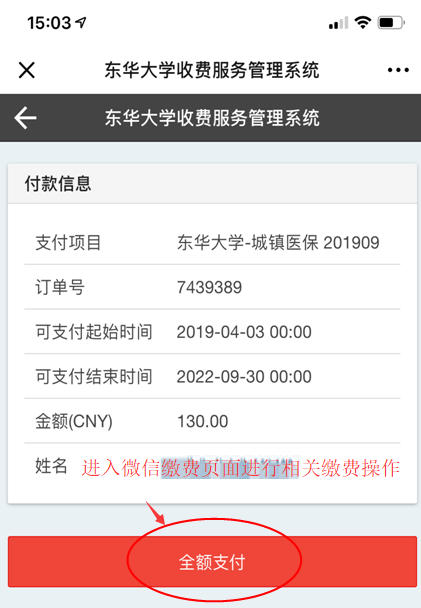 15:03
东华大学收费服务管理系统
东华大学收费服务管理系统
付款信息
支付项目 东华大学-城镇医保 201909
订单号 7439389
可支付起始时间 2019-04-03 00:00
可支付结束时间 2022-09-30 00:00
金额(CNY) 130.00
姓名 进入微信缴费页面进行相关缴费操作
全额支付